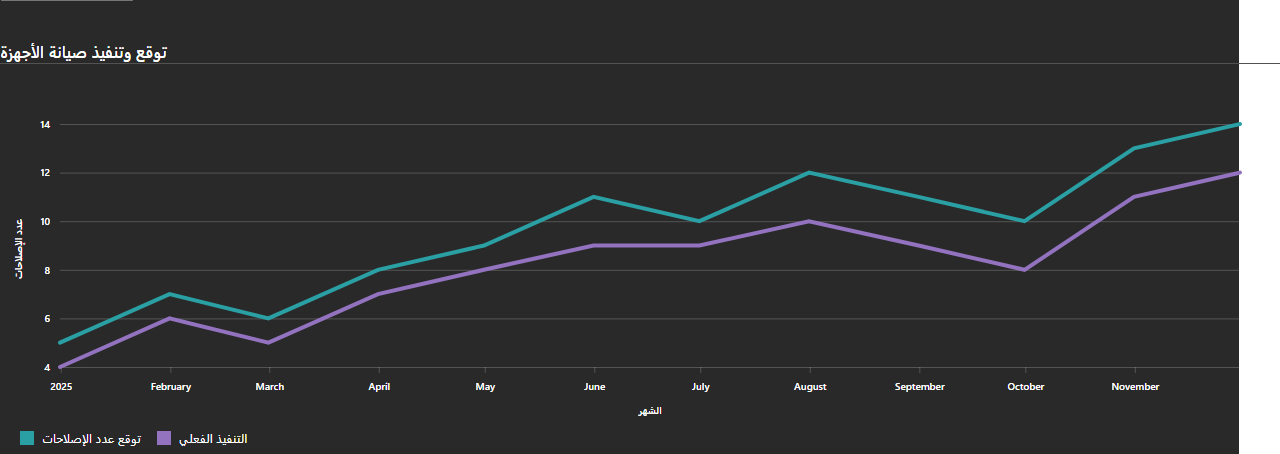 توقع وتنفيذ صيانة الأجهزة
14
12
10
8
6
4
عدد الإصلاحات
2025 February March April May June July August September October November
الشهر
توقع عدد الإصلاحات التنفيذ الفعلي